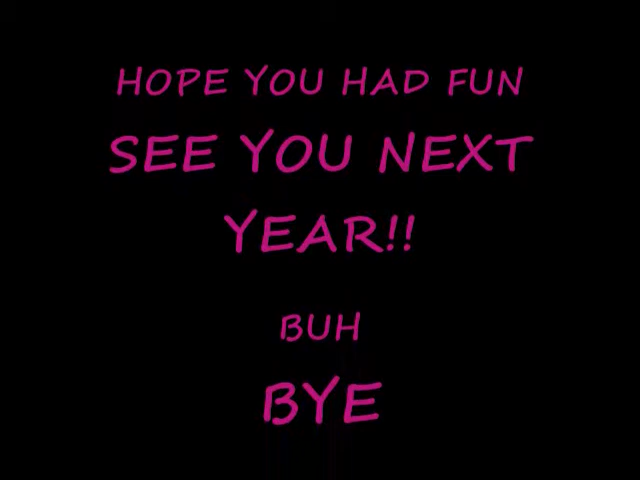 HOPE YOU HAD FUN
SEE YOU NEXT
YEAR!!
BUH
BYE